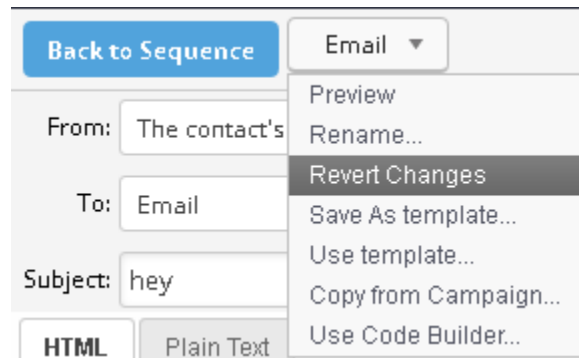 Back to Sequence
Email
Preview
From: The contact's
Rename...
Revert Changes
To: Email
Save As template...
Use template...
Subject: hey
Copy from Campaign...
HTML Plain Text
Use Code Builder...